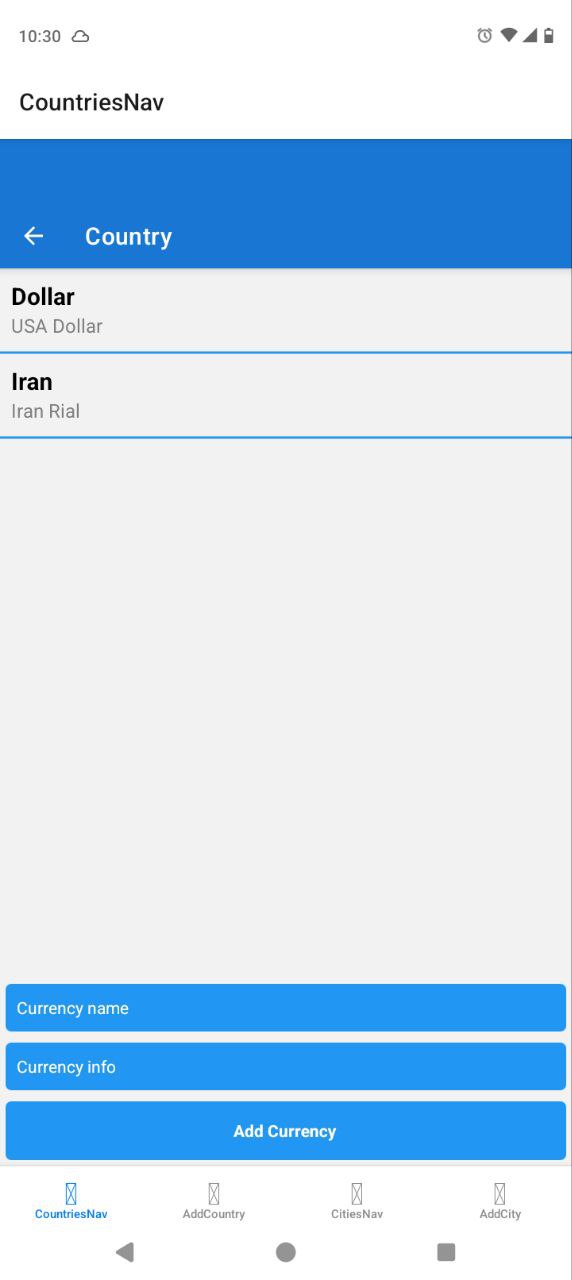 10:30
CountriesNav
Country
Dollar
USA Dollar
Iran
Iran Rial
Currency name
Currency info
Add Currency
CountriesNav
AddCountry
CitiesNav
AddCity